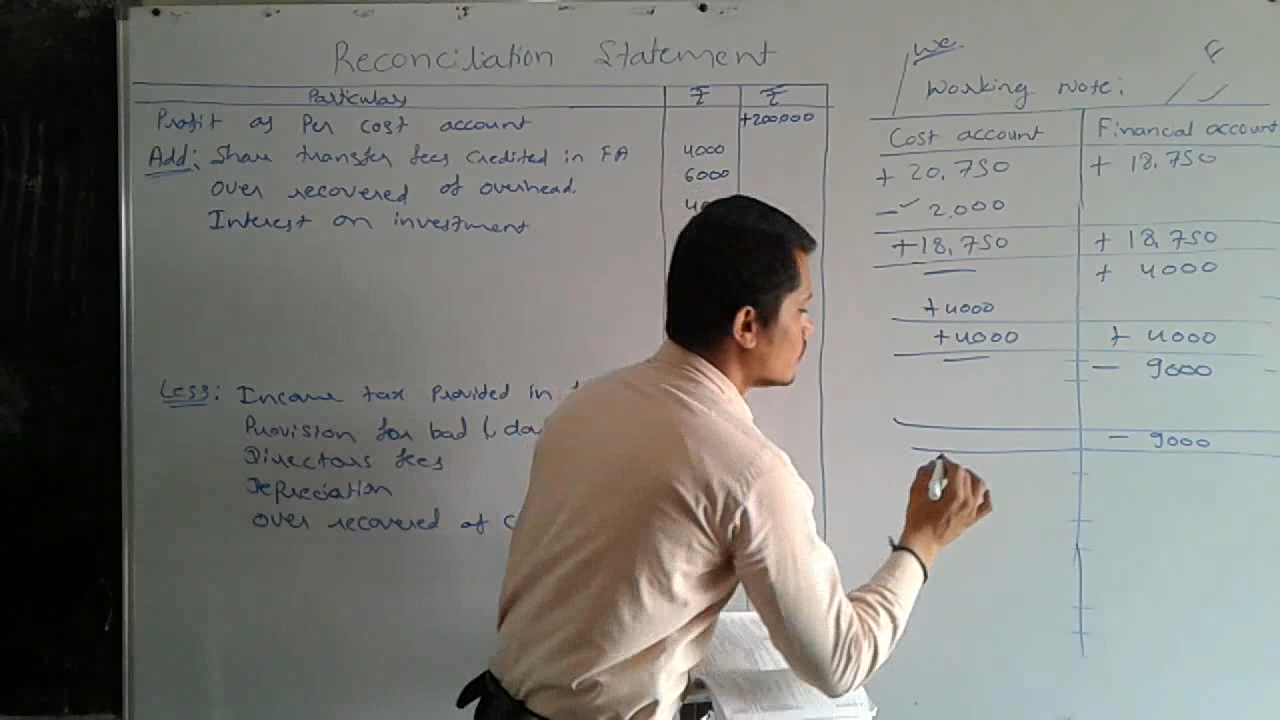 Reconciliation Statement
Particulars ₹ ₹
Profit as Per cost account +200,000
Add: Share transfer fees credited in FA 4000
over recovered of overhead. 6000
Interest on investment
Less: Income tax Provided in
Provision for bad
Directors fees
Depreciation
over recovered of
wc. F
Working note:
Cost account Financial account
+ 20,750 + 18,750
- 2,000
+18,750 + 18,750
+ 4000
+4000
+4000 + 4000
- 9000
- 9000